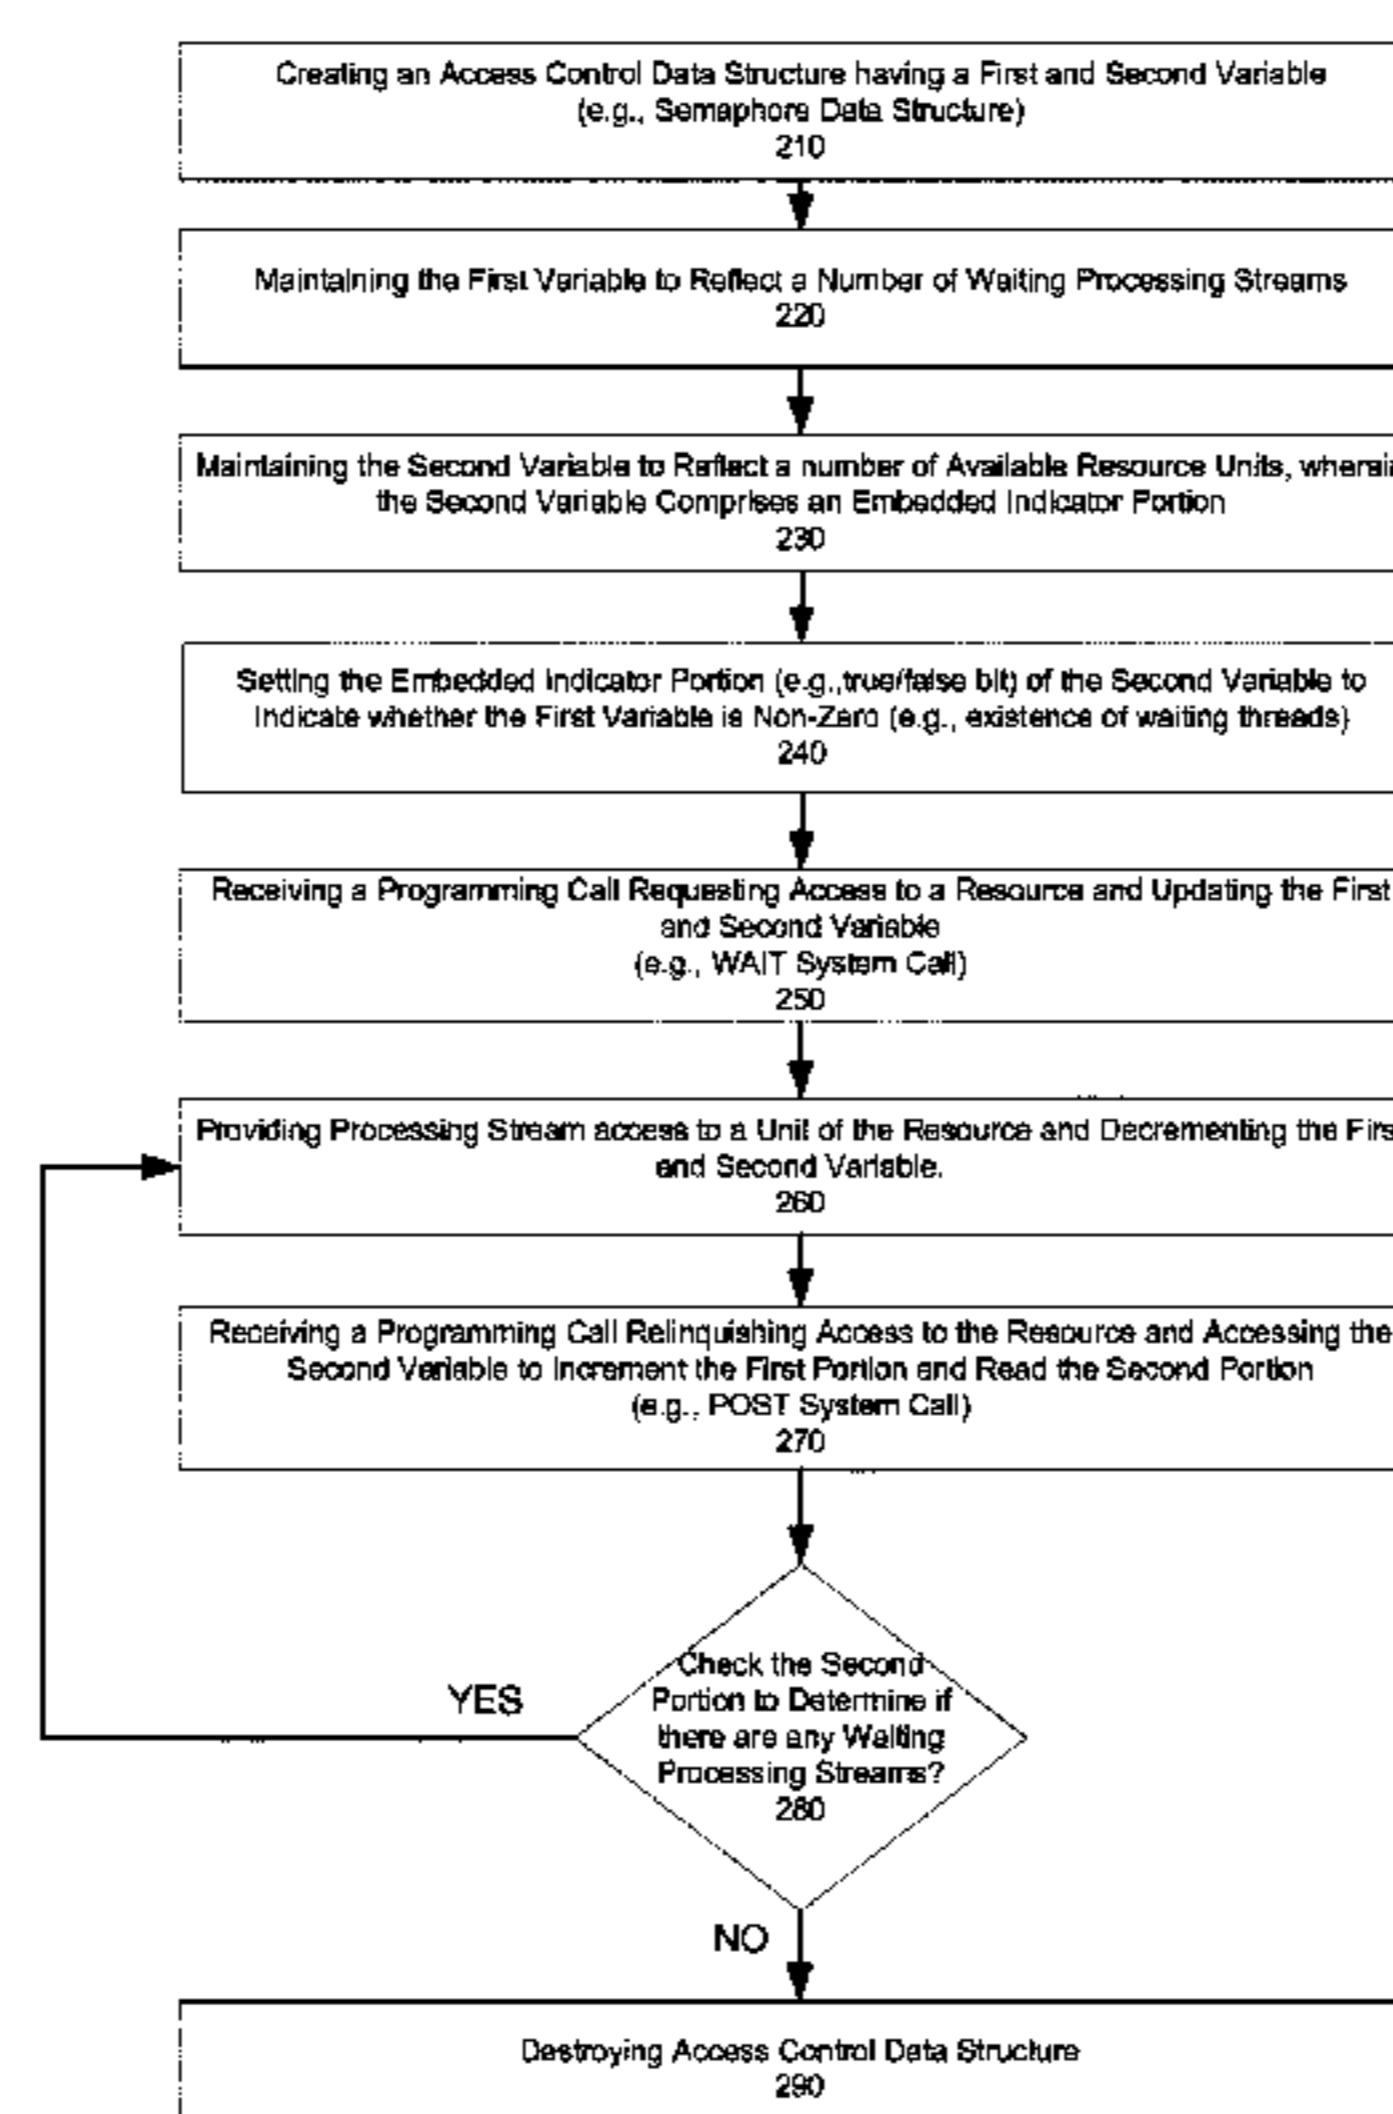 Creating an Access Control Data Structure having a First and Second Variable
(e.g., Semaphore Data Structure)
210
Maintaining the First Variable to Reflect a Number of Waiting Processing Streams
220
Maintaining the Second Variable to Reflect a number of Available Resource Units, wherei
the Second Variable Comprises an Embedded Indicator Portion
230
Setting the Embedded Indicator Portion (e.g.,true/false bit) of the Second Variable to
Indicate whether the First Variable is Non-Zero (e.g., existence of waiting threads)
240
Receiving a Programming Call Requesting Access to a Resource and Updating the First
and Second Variable
(e.g., WAIT System Call)
250
Providing Processing Stream access to a Unit of the Resource and Decrementing the Firs
and Second Variable.
260
Receiving a Programming Call Relinquishing Access to the Resource and Accessing the
Second Variable to Increment the First Portion and Read the Second Portion
(e.g., POST System Call)
270
Check the Second
Portion to Determine if
there are any Waiting
Processing Streams?
280
YES
NO
Destroying Access Control Data Structure
290